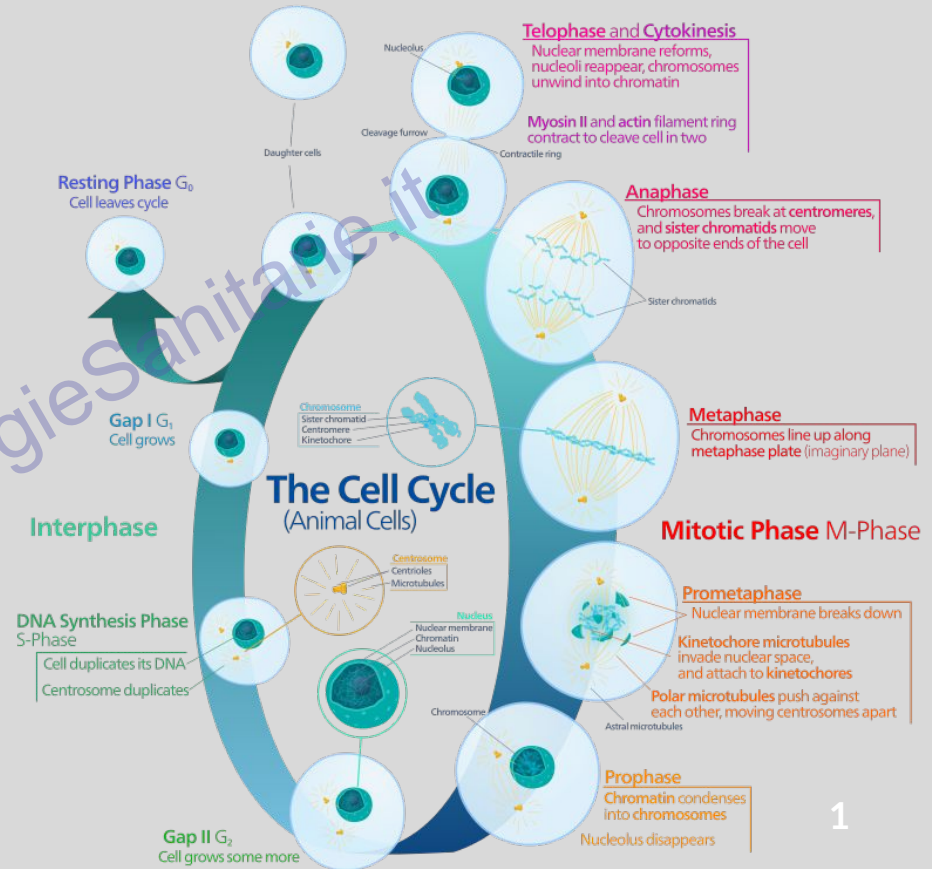 Telophase and Cytokinesis
Nuclear membrane reforms,
nucleoli reappear, chromosomes
unwind into chromatin
Myosin II and actin filament ring
contract to cleave cell in two
Nucleolus
Cleavage furrow
Contractile ring
Daughter cells
Resting Phase G₀
Cell leaves cycle
Anaphase
Chromosomes break at centromeres,
and sister chromatids move
to opposite ends of the cell
Sister chromatids
gieSanitarie.it
Gap I G₁
Cell grows
Chromosome
Sister chromatid
Centromere
Kinetochore
Metaphase
Chromosomes line up along
metaphase plate (imaginary plane)
The Cell Cycle
(Animal Cells)
Interphase
Mitotic Phase M-Phase
Centrosome
Centrioles
Microtubules
Prometaphase
Nuclear membrane breaks down
Kinetochore microtubules
invade nuclear space,
and attach to kinetochores
Polar microtubules push against
each other, moving centrosomes apart
Astral microtubules
DNA Synthesis Phase
S-Phase
Cell duplicates its DNA
Centrosome duplicates
Nucleus
Nuclear membrane
Chromatin
Nucleolus
Chromosome
Prophase
Chromatin condenses
into chromosomes
Nucleolus disappears
Gap II G₂
Cell grows some more
1